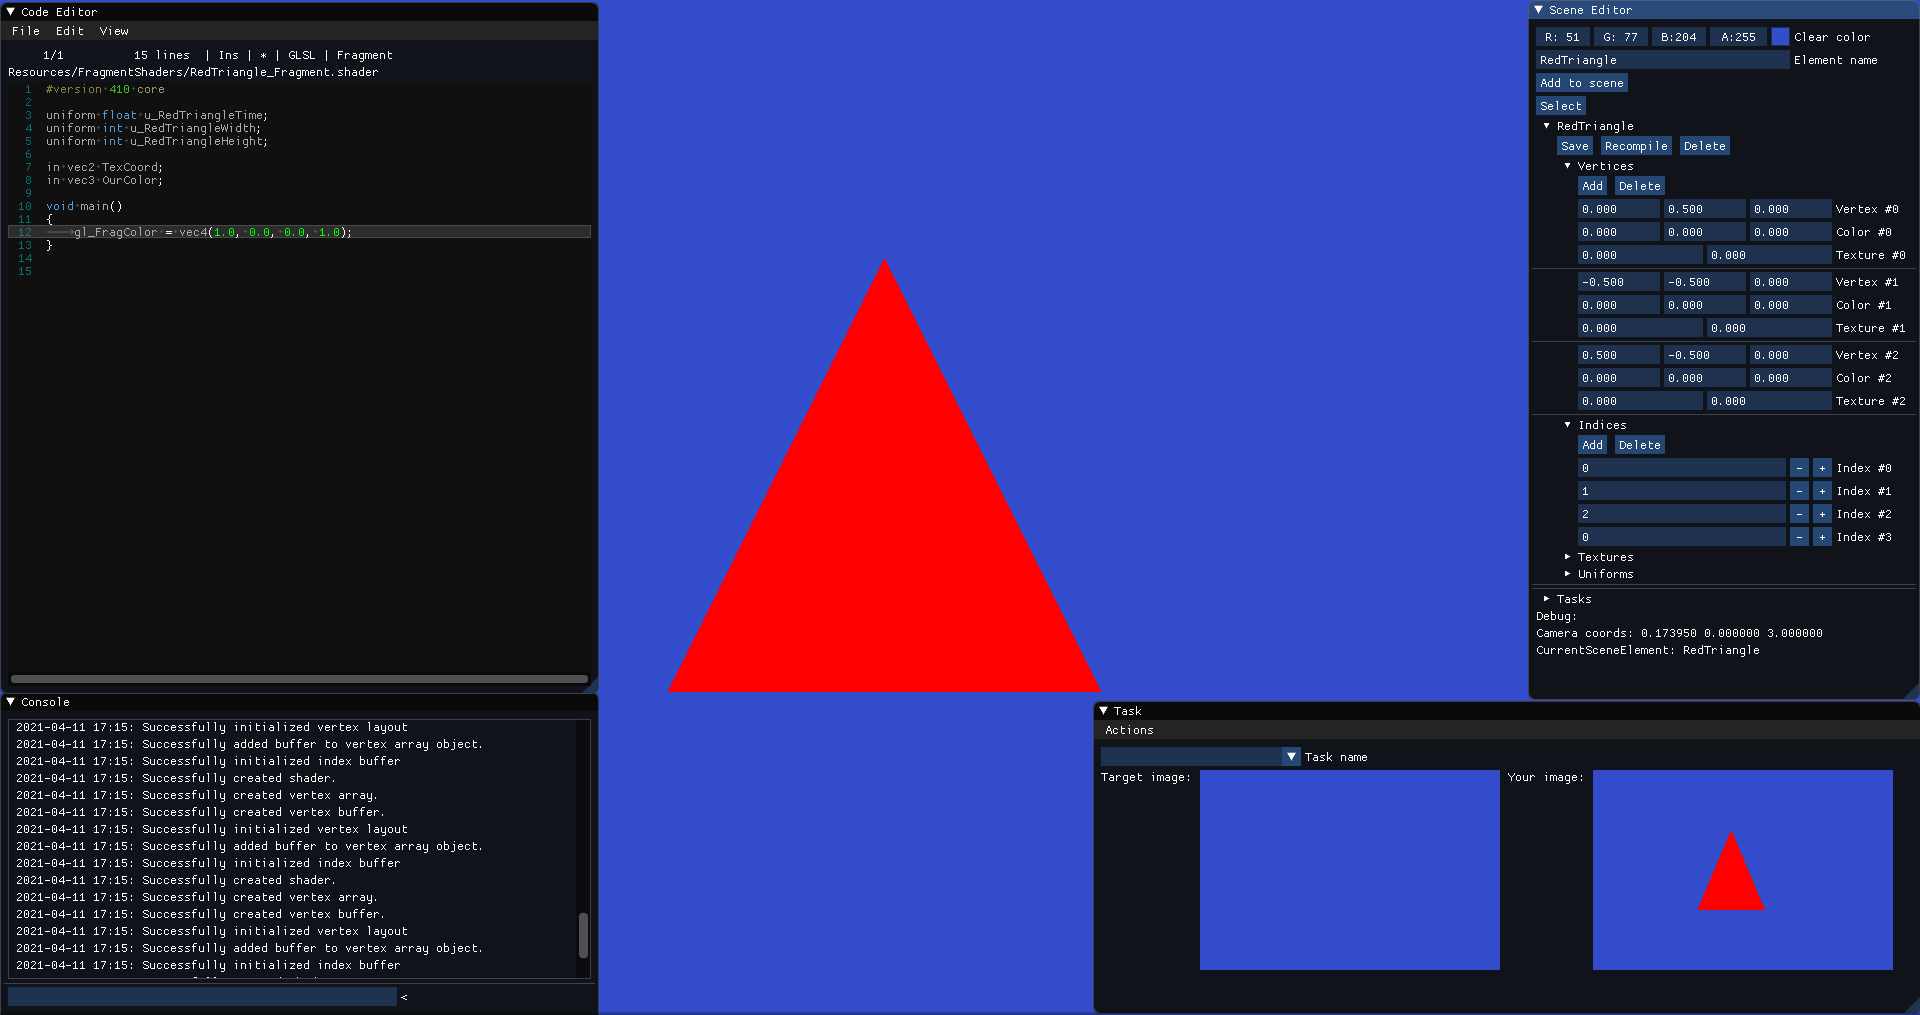 Code Editor
File Edit View
1/1 15 lines | Ins | * | GLSL | Fragment
Resources/FragmentShaders/RedTriangle_Fragment.shader
1 #version 410 core
2
3 uniform float u_RedTriangleTime;
4 uniform int u_RedTriangleWidth;
5 uniform int u_RedTriangleHeight;
6
7 in vec2 TexCoord;
8 in vec3 OurColor;
9
10 void main()
11 {
12 gl_FragColor = vec4(1.0, 0.0, 0.0, 1.0);
13 }
14
15
Console
2021-04-11 17:15: Successfully initialized vertex layout
2021-04-11 17:15: Successfully added buffer to vertex array object.
2021-04-11 17:15: Successfully initialized index buffer
2021-04-11 17:15: Successfully created shader.
2021-04-11 17:15: Successfully created vertex array.
2021-04-11 17:15: Successfully created vertex buffer.
2021-04-11 17:15: Successfully initialized vertex layout
2021-04-11 17:15: Successfully added buffer to vertex array object.
2021-04-11 17:15: Successfully initialized index buffer
2021-04-11 17:15: Successfully created shader.
2021-04-11 17:15: Successfully created vertex array.
2021-04-11 17:15: Successfully created vertex buffer.
2021-04-11 17:15: Successfully initialized vertex layout
2021-04-11 17:15: Successfully added buffer to vertex array object.
2021-04-11 17:15: Successfully initialized index buffer
<
Scene Editor
R: 51 G: 77 B:204 A:255 Clear color
RedTriangle Element name
Add to scene
Select
RedTriangle
Save Recompile Delete
Vertices
Add Delete
0.000 0.500 0.000 Vertex #0
0.000 0.000 0.000 Color #0
0.000 0.000 Texture #0
-0.500 -0.500 0.000 Vertex #1
0.000 0.000 0.000 Color #1
0.000 0.000 Texture #1
0.500 -0.500 0.000 Vertex #2
0.000 0.000 0.000 Color #2
0.000 0.000 Texture #2
Indices
Add Delete
0 - + Index #0
1 - + Index #1
2 - + Index #2
0 - + Index #3
Textures
Uniforms
Tasks
Debug:
Camera coords: 0.173950 0.000000 3.000000
CurrentSceneElement: RedTriangle
Task
Actions
Task name
Target image: Your image: